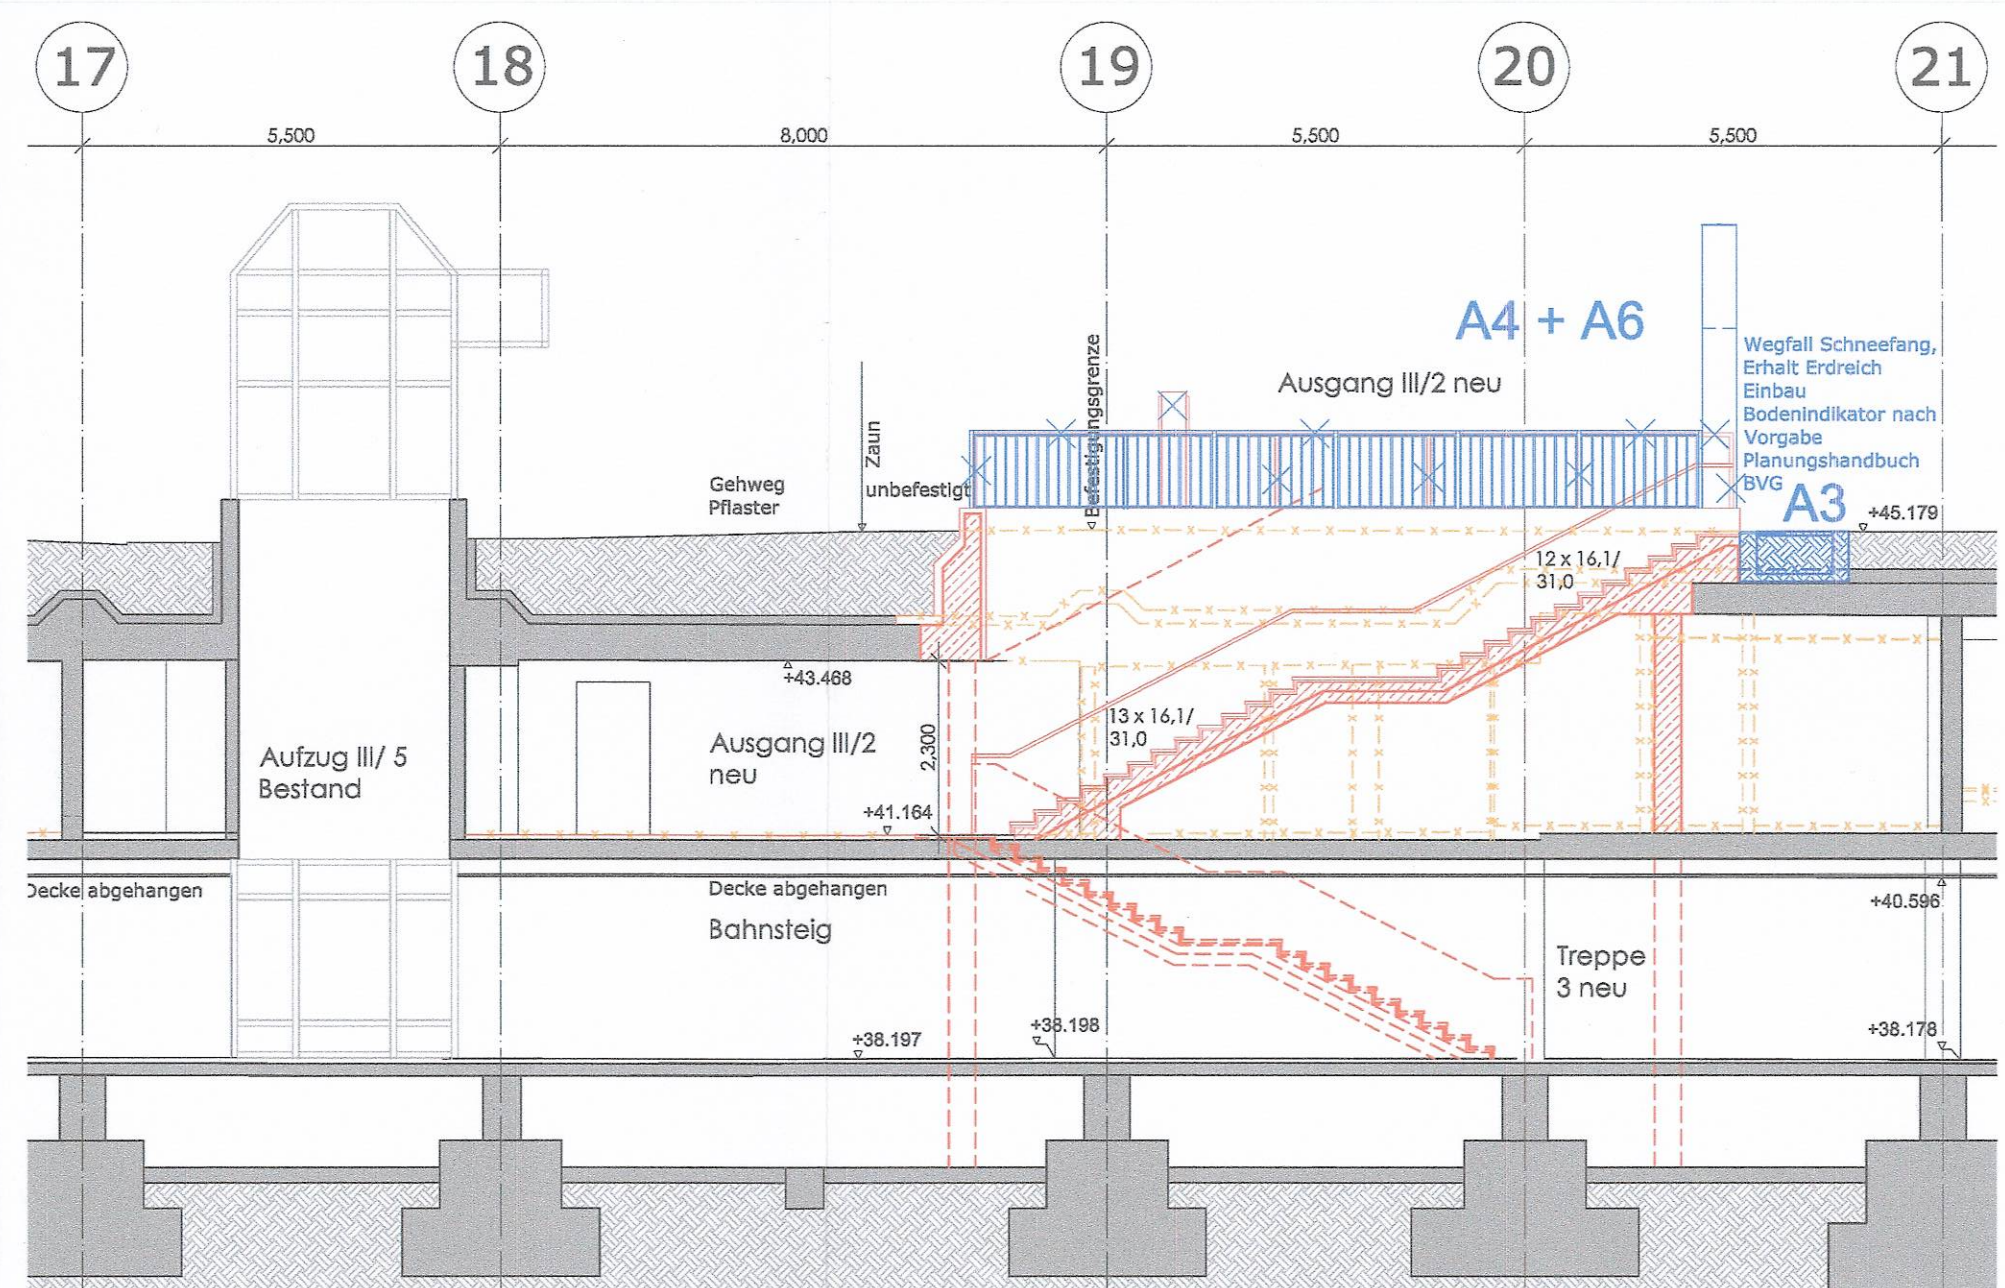 17
18
19
20
21
5,500
8,000
5,500
5,500
A4 + A6
Ausgang III/2 neu
Wegfall Schneefang,
Erhalt Erdreich
Einbau
Bodenindikator nach
Vorgabe
Planungshandbuch
BVG
A3
+45.179
Befestigungsgrenze
Zaun
unbefestigt
Gehweg
Pflaster
12 x 16,1/
31,0
+43.468
13 x 16,1/
31,0
2,300
Ausgang III/2
neu
Aufzug III/ 5
Bestand
+41.164
Decke abgehangen
Decke abgehangen
Bahnsteig
+40.596
Treppe
3 neu
+38.197
+38.198
+38.178